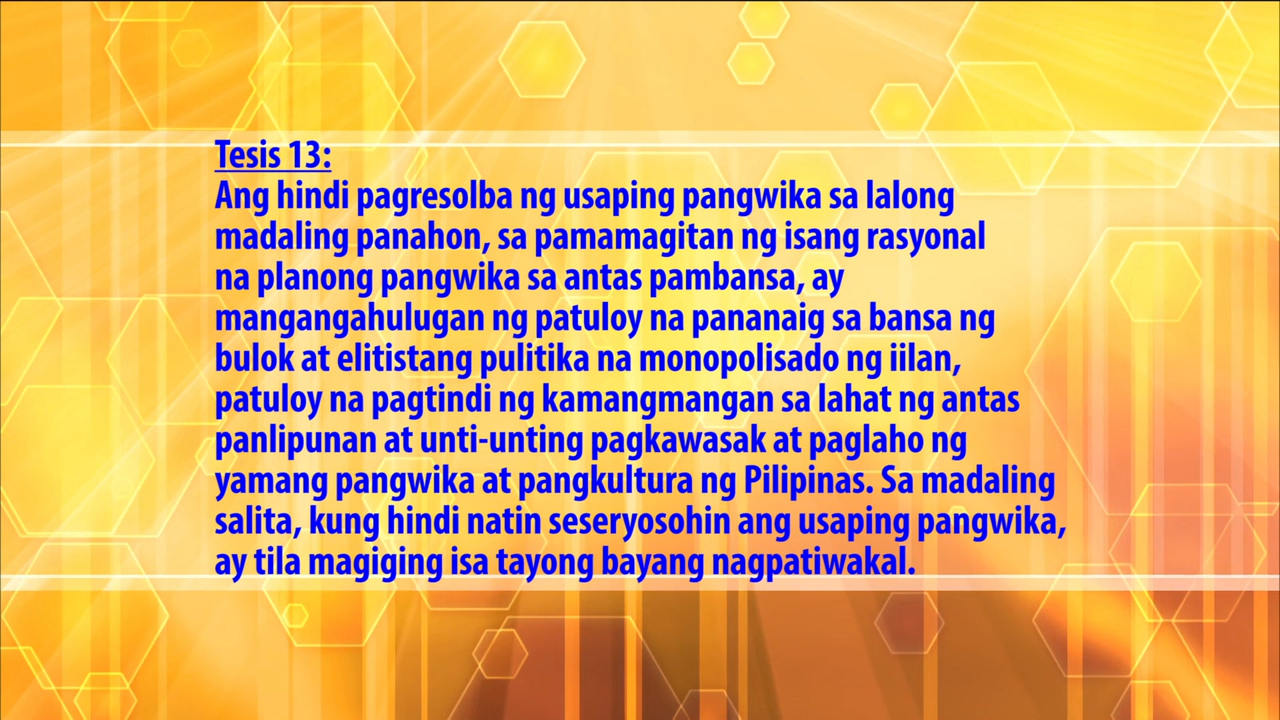 Tesis 13:
Ang hindi pagresolba ng usaping pangwika sa lalong
madaling panahon, sa pamamagitan ng isang rasyonal
na planong pangwika sa antas pambansa, ay
mangangahulugan ng patuloy na pananaig sa bansa ng
bulok at elitistang pulitika na monopolisado ng iilan,
patuloy na pagtindi ng kamangmangan sa lahat ng antas
panlipunan at unti-unting pagkawasak at paglaho ng
yamang pangwika at pangkultura ng Pilipinas. Sa madaling
salita, kung hindi natin seseryosohin ang usaping pangwika,
ay tila magiging isa tayong bayang nagpatiwakal.